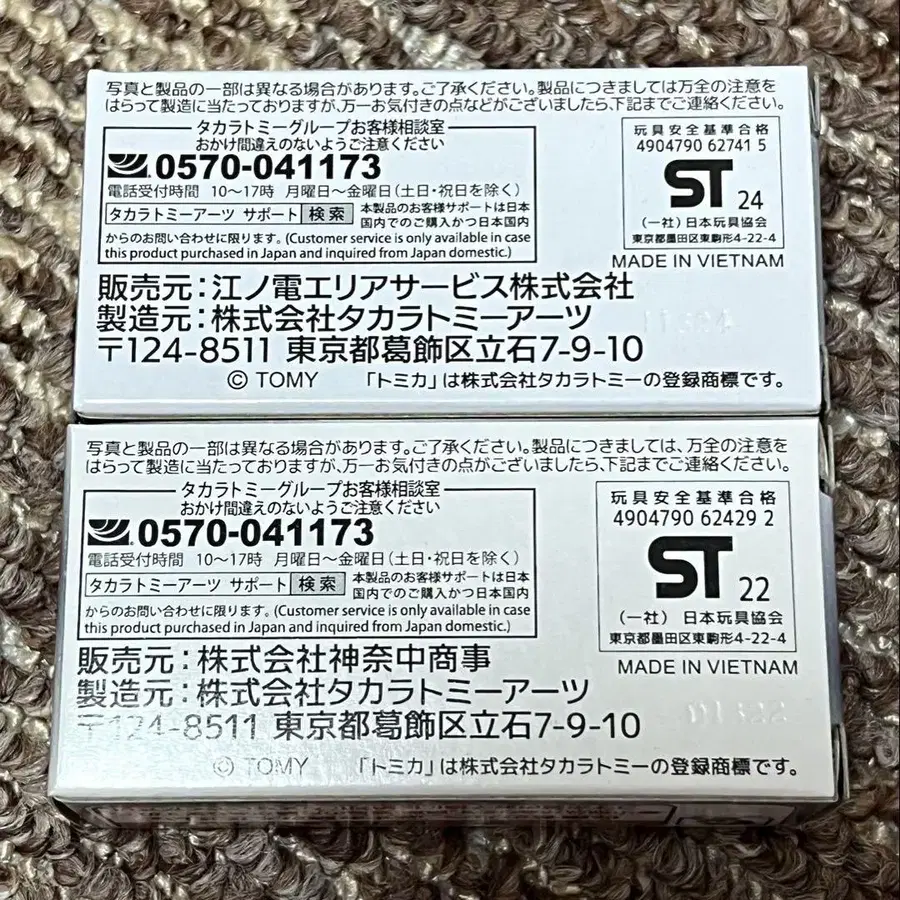 写真と製品の一部は異なる場合があります。ご了承ください。製品につきましては万全の注意を
はらって製造に当たっておりますが、万一お気付きの点などがございましたら、下記までご連絡ください。
タカラトミーグループお客様相談室
おかけ間違えのないようご注意ください
0570-041173
電話受付時間 10〜17時 月曜日〜金曜日(土日・祝日を除く)
タカラトミーアーツ サポート 検索 本製品のお客様サポートは日本
国内でのご購入かつ日本国内
からのお問い合わせに限ります。(Customer service is only available in case
this product purchased in Japan and inquired from Japan domestic.)
玩具安全基準合格
4904790 62741 5
ST 24
(一社)日本玩具協会
東京都墨田区東駒形4-22-4
MADE IN VIETNAM
販売元:江ノ電エリアサービス株式会社
製造元:株式会社タカラトミーアーツ
〒124-8511 東京都葛飾区立石7-9-10
© TOMY 「トミカ」は株式会社タカラトミーの登録商標です。
写真と製品の一部は異なる場合があります。ご了承ください。製品につきましては、万全の注意を
はらって製造に当たっておりますが、万一お気付きの点がございましたら、下記までご連絡ください。
タカラトミーグループお客様相談室
おかけ間違えのないようご注意ください
0570-041173
電話受付時間 10〜17時 月曜日〜金曜日(土日・祝日を除く)
タカラトミーアーツ サポート 検索 本製品のお客様サポートは日本
国内でのご購入かつ日本国内
からのお問い合わせに限ります。(Customer service is only available in case
this product purchased in Japan and inquired from Japan domestic.)
玩具安全基準合格
4904790 62429 2
ST 22
(一社) 日本玩具協会
東京都墨田区東駒形4-22-4
MADE IN VIETNAM
販売元:株式会社神奈中商事
製造元:株式会社タカラトミーアーツ
〒124-8511 東京都葛飾区立石7-9-10
© TOMY 「トミカ」は株式会社タカラトミーの登録商標です。